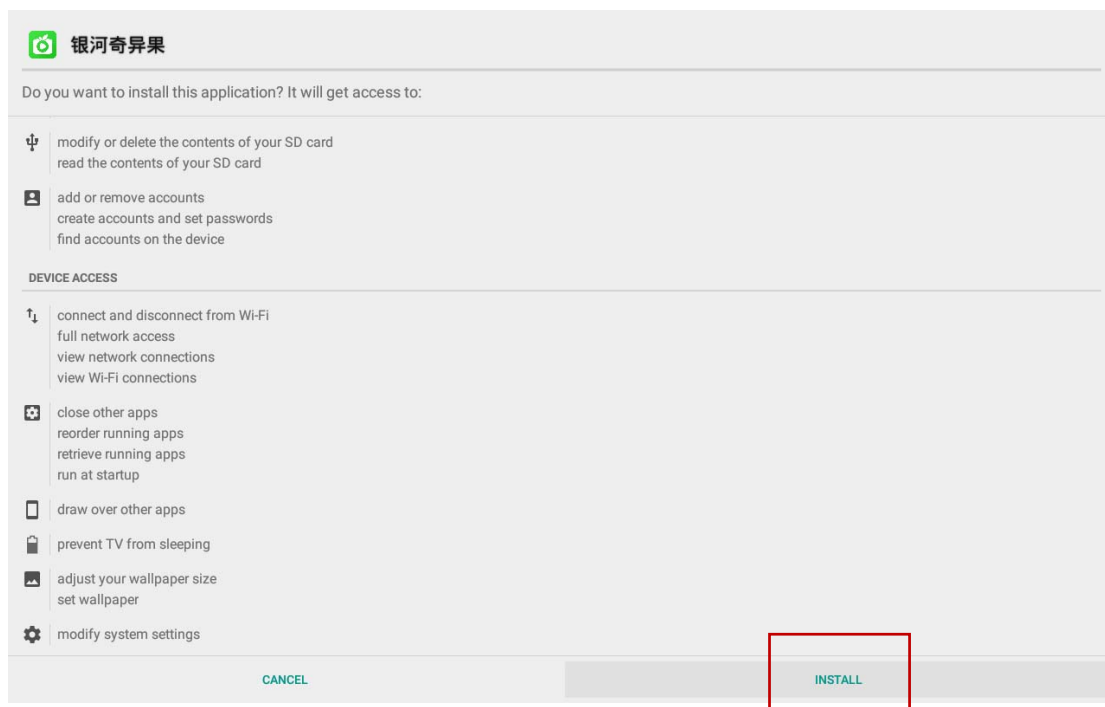 银河奇异果
Do you want to install this application? It will get access to:
modify or delete the contents of your SD card
read the contents of your SD card
add or remove accounts
create accounts and set passwords
find accounts on the device
DEVICE ACCESS
connect and disconnect from Wi-Fi
full network access
view network connections
view Wi-Fi connections
close other apps
reorder running apps
retrieve running apps
run at startup
draw over other apps
prevent TV from sleeping
adjust your wallpaper size
set wallpaper
modify system settings
CANCEL
INSTALL